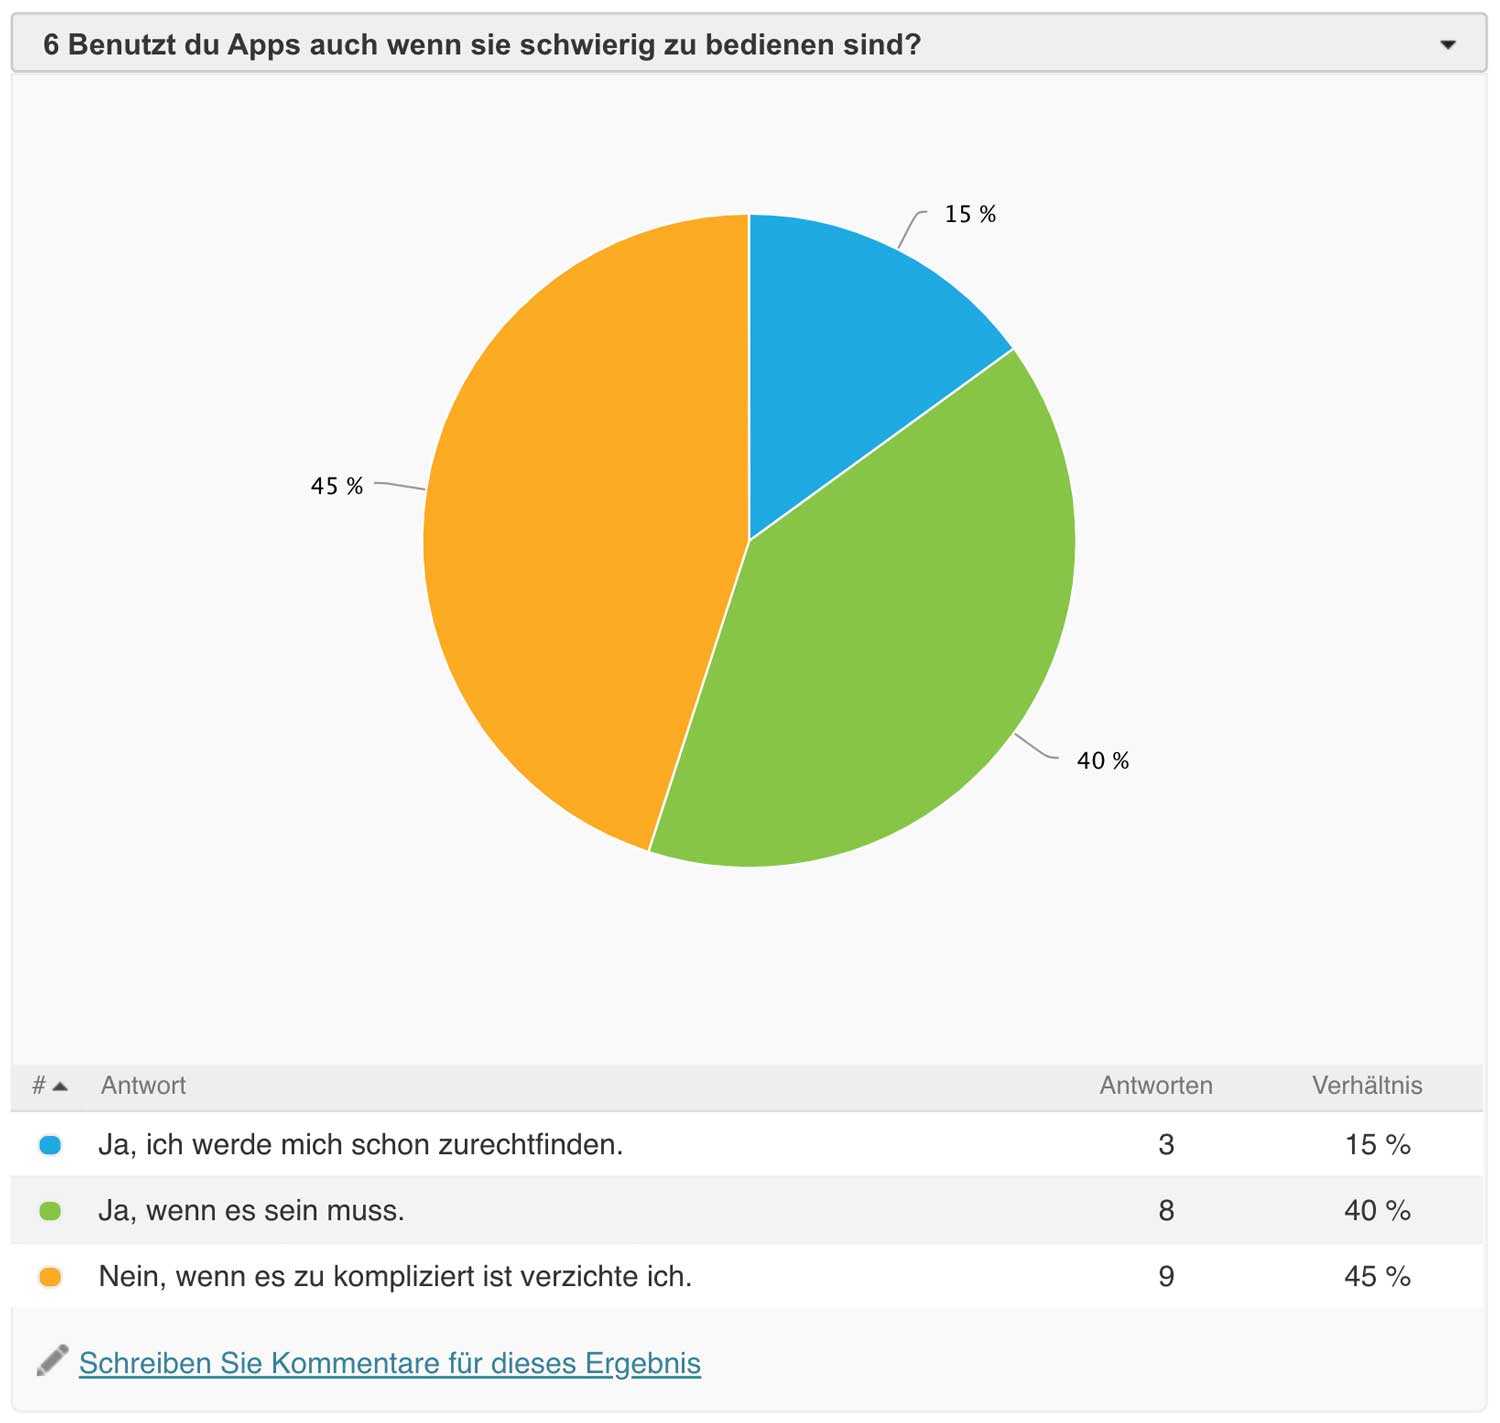 6 Benutzt du Apps auch wenn sie schwierig zu bedienen sind?
15 %
45 %
40 %
# Antwort Antworten Verhältnis
Ja, ich werde mich schon zurechtfinden. 3 15 %
Ja, wenn es sein muss. 8 40 %
Nein, wenn es zu kompliziert ist verzichte ich. 9 45 %
Schreiben Sie Kommentare für dieses Ergebnis